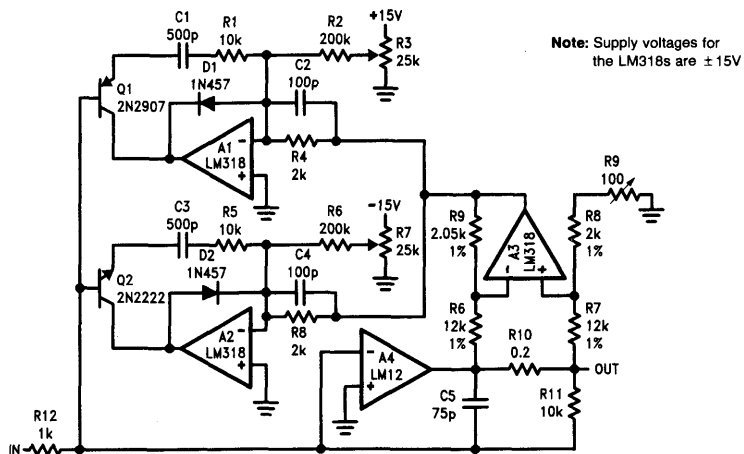 C1
500p
R1
10k
R2
200k
+15V
R3
25k
Note: Supply voltages for
the LM318s are ± 15V
D1
1N457
C2
100p
Q1
2N2907
A1
LM318
-
+
R4
2k
C3
500p
R5
10k
R6
200k
-15V
R7
25k
D2
1N457
C4
100p
Q2
2N2222
A2
LM318
-
+
R8
2k
R9
2.05k
1%
A3
LM318
-
+
R8
2k
1%
R9
100
R6
12k
1%
R7
12k
1%
A4
LM12
-
+
R10
0.2
OUT
C5
75p
R11
10k
R12
1k
IN